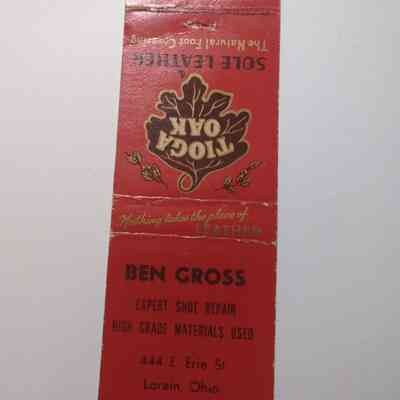 TIOGA
OAK
SOLE LEATHER
The Natural Foot Covering
Nothing takes the place of
LEATHER
BEN GROSS
EXPERT SHOE REPAIR
HIGH GRADE MATERIALS USED
444 E. Erie St
Lorain, Ohio